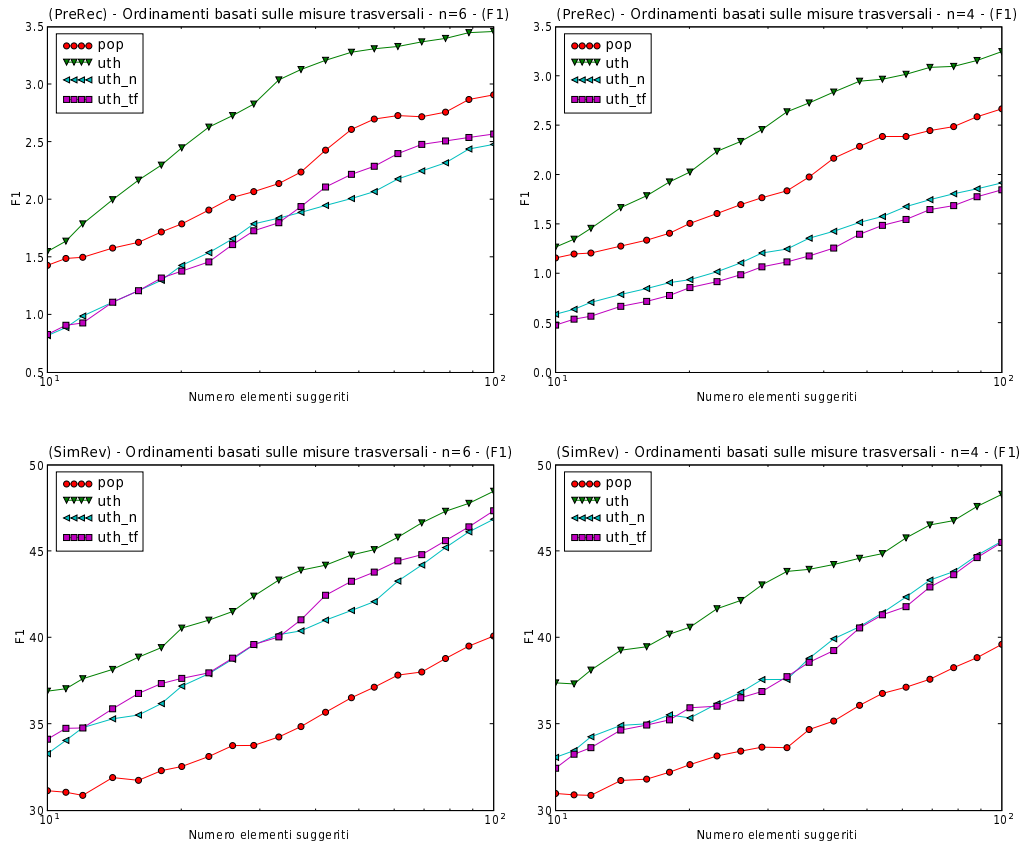 (PreRec) - Ordinamenti basati sulle misure trasversali - n=6 - (F1)
3.5
3.0
2.5
2.0
1.5
1.0
0.5
F1
pop
uth
uth_n
uth_tf
10^1
10^2
Numero elementi suggeriti
(PreRec) - Ordinamenti basati sulle misure trasversali - n=4 - (F1)
3.5
3.0
2.5
2.0
1.5
1.0
0.5
0.0
F1
pop
uth
uth_n
uth_tf
10^1
10^2
Numero elementi suggeriti
(SimRev) - Ordinamenti basati sulle misure trasversali - n=6 - (F1)
50
45
40
35
30
F1
pop
uth
uth_n
uth_tf
10^1
10^2
Numero elementi suggeriti
(SimRev) - Ordinamenti basati sulle misure trasversali - n=4 - (F1)
50
45
40
35
30
F1
pop
uth
uth_n
uth_tf
10^1
10^2
Numero elementi suggeriti